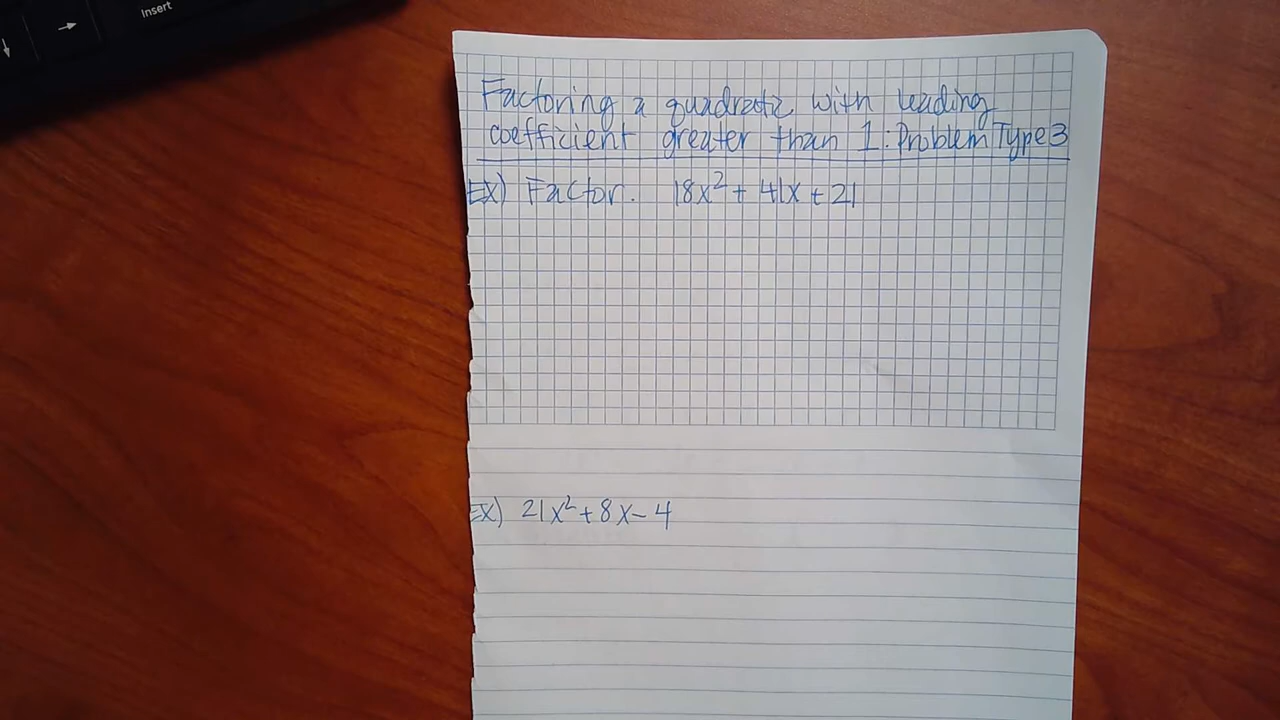 Insert
Factoring a quadratic with leading
coefficient greater than 1: Problem Type 3
EX) Factor. 18x² + 41x + 21
EX) 21x² + 8x - 4